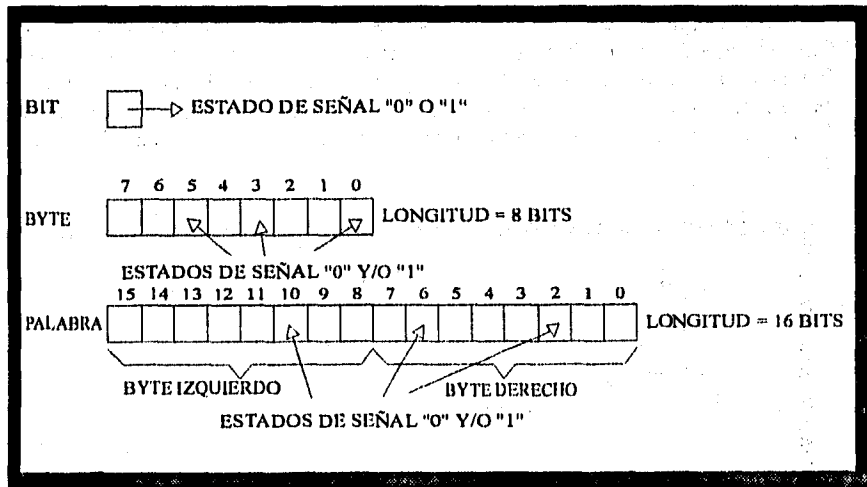 BIT ESTADO DE SEÑAL "0" O "1"
7 6 5 4 3 2 1 0
BYTE LONGITUD = 8 BITS
ESTADOS DE SEÑAL "0" Y/O "1"
15 14 13 12 11 10 9 8 7 6 5 4 3 2 1 0
PALABRA LONGITUD = 16 BITS
BYTE IZQUIERDO BYTE DERECHO
ESTADOS DE SEÑAL "0" Y/O "1"